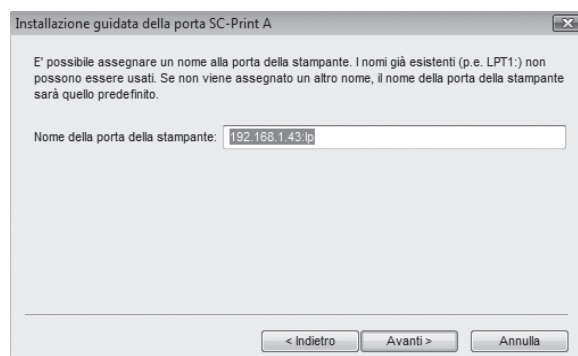 Installazione guidata della porta SC-Print A
E' possibile assegnare un nome alla porta della stampante. I nomi già esistenti (p.e. LPT1:) non
possono essere usati. Se non viene assegnato un altro nome, il nome della porta della stampante
sarà quello predefinito.
Nome della porta della stampante: 192.168.1.43:lp
< Indietro Avanti > Annulla